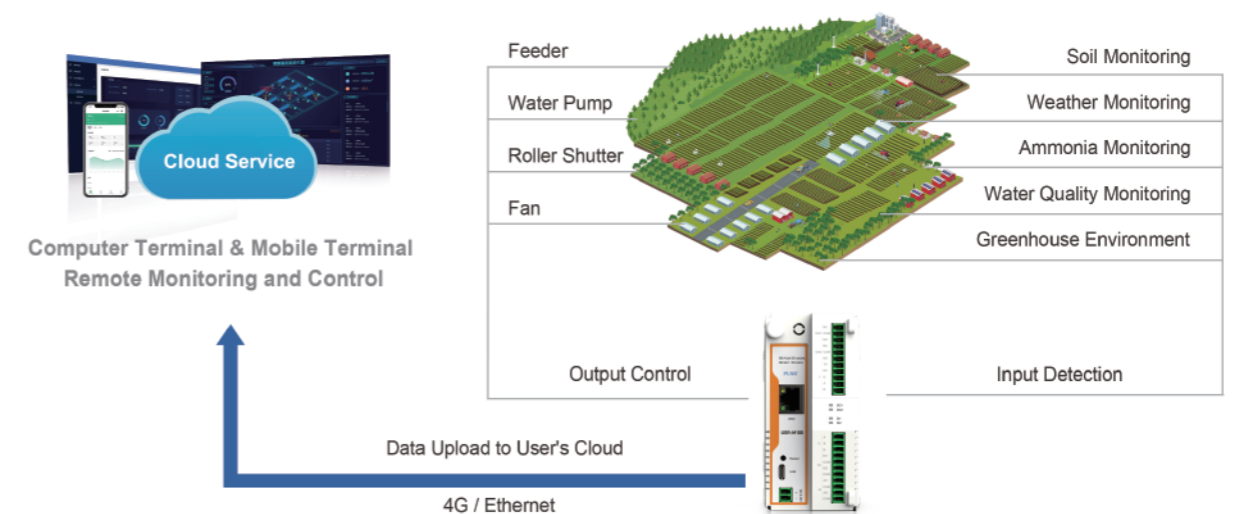 Feeder
Water Pump
Roller Shutter
Fan
Soil Monitoring
Weather Monitoring
Ammonia Monitoring
Water Quality Monitoring
Greenhouse Environment
Cloud Service
Computer Terminal & Mobile Terminal
Remote Monitoring and Control
Output Control
Input Detection
Data Upload to User's Cloud
4G / Ethernet